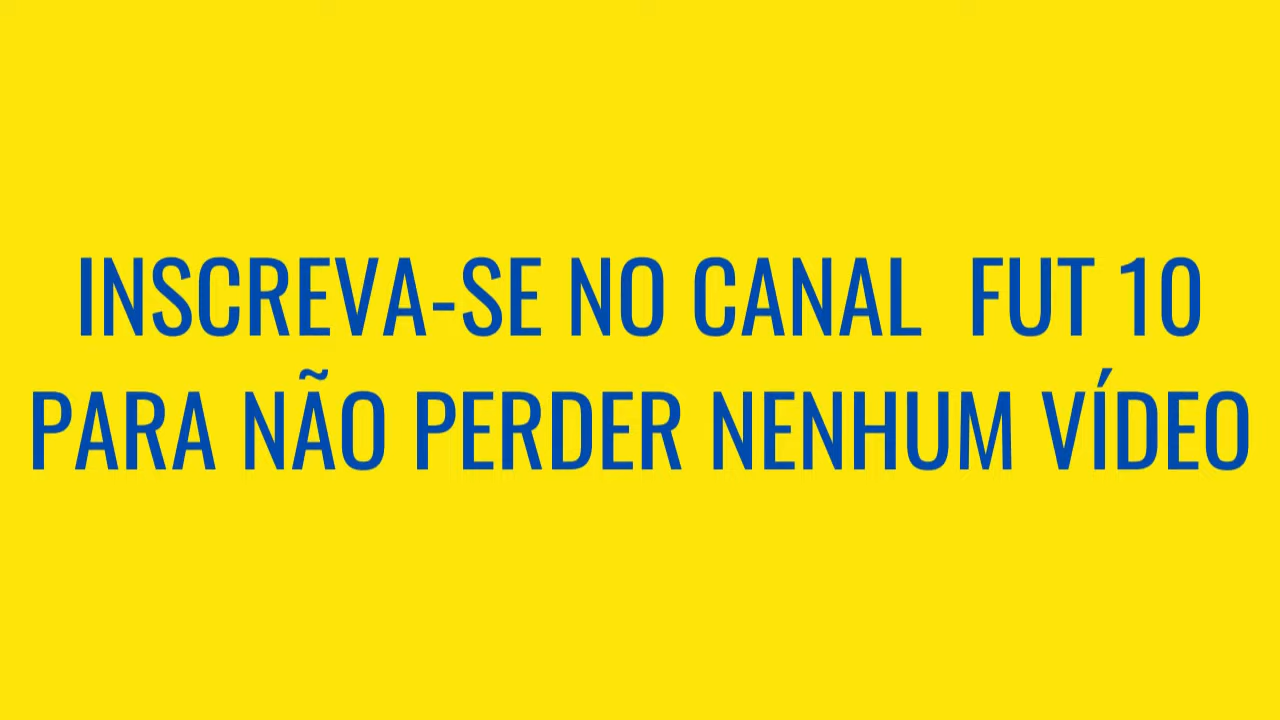 INSCREVA-SE NO CANAL  FUT 10
PARA NÃO PERDER NENHUM VÍDEO